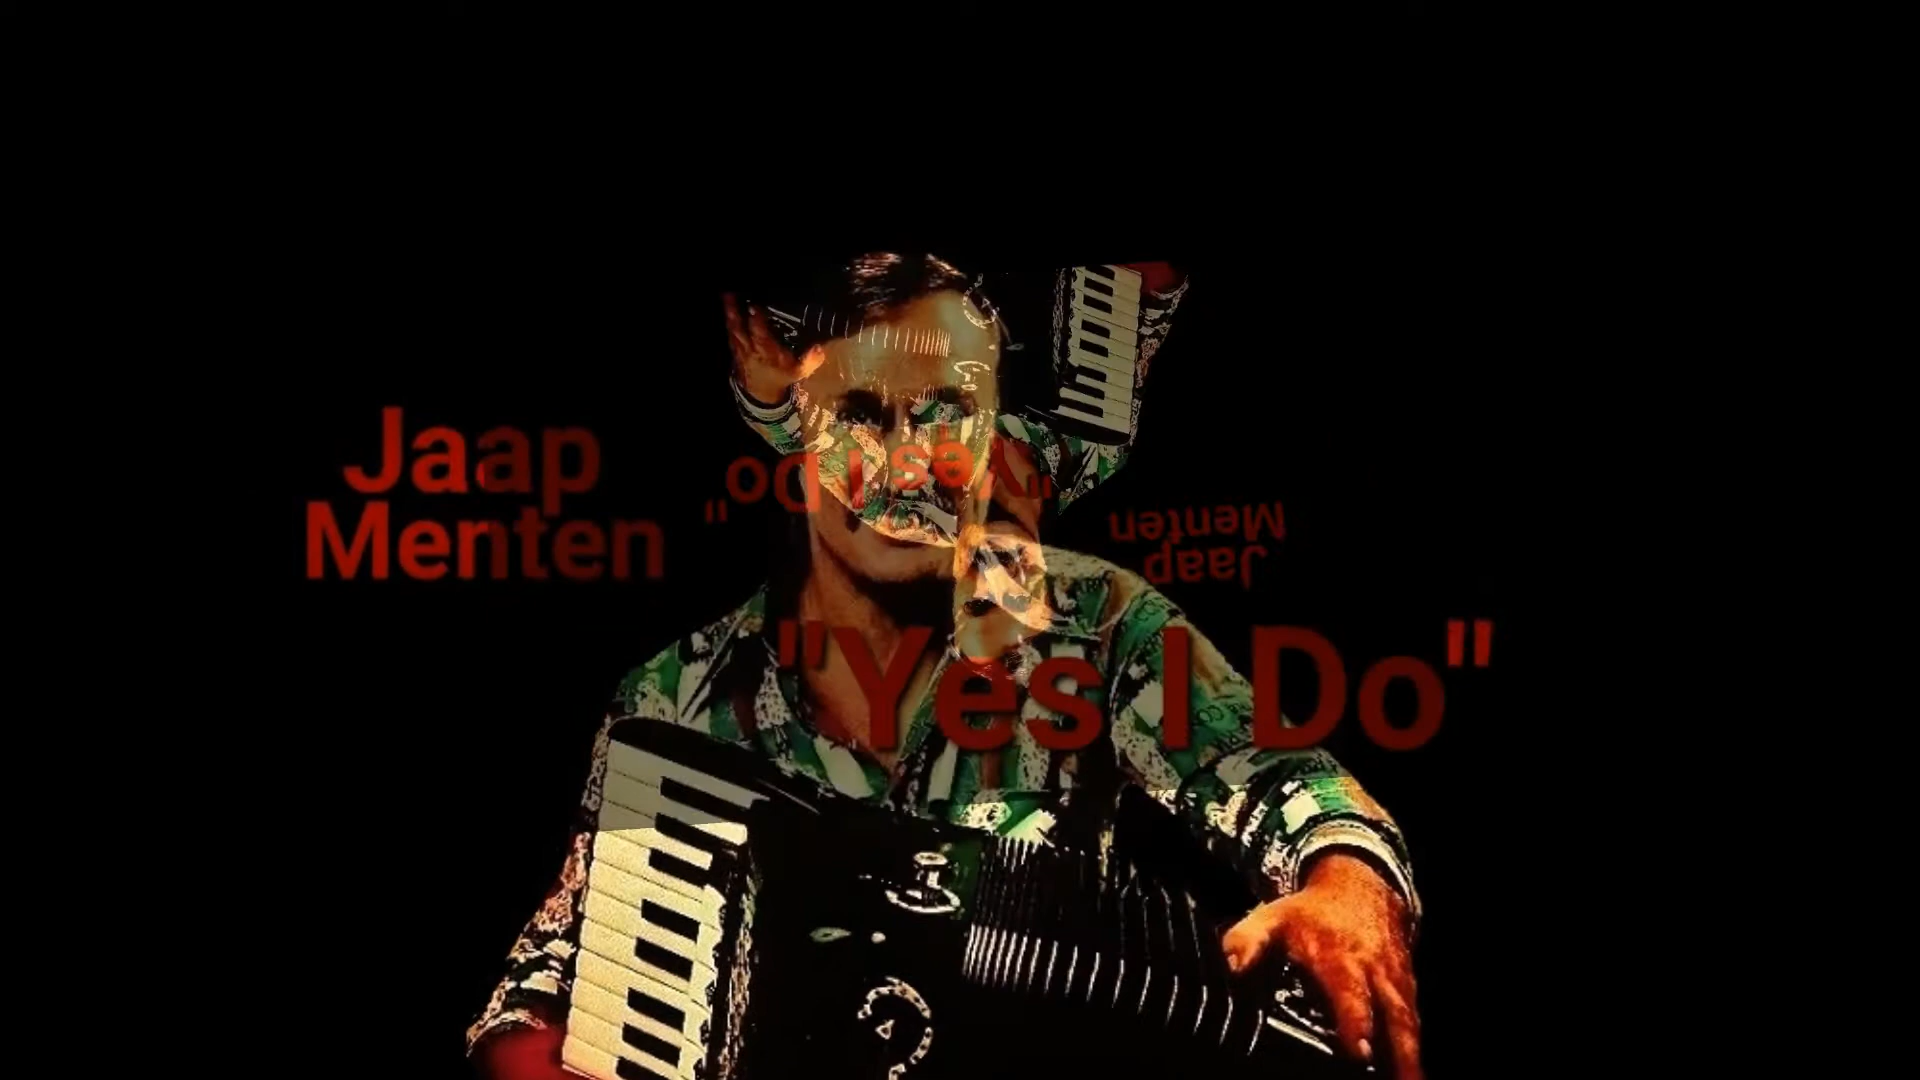 Jaap
Menten
"Yes I Do"
"Yes I Do"
Jaap
Menten